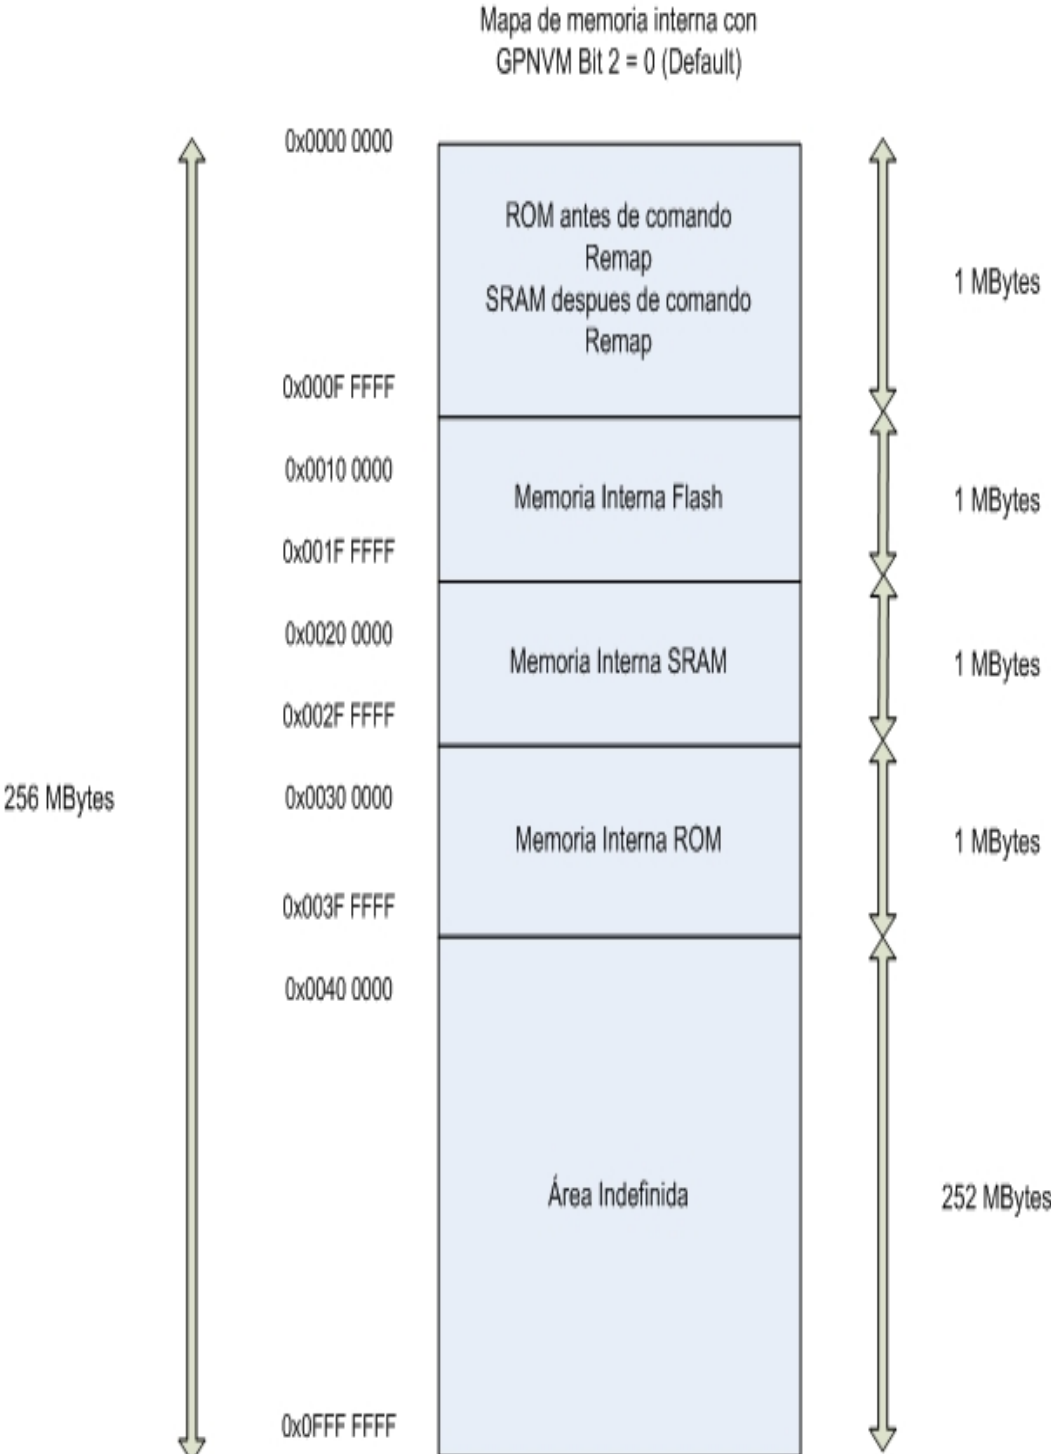 Mapa de memoria interna con
GPNVM Bit 2 = 0 (Default)
0x0000 0000
ROM antes de comando
Remap
SRAM despues de comando
Remap
1 MBytes
0x000F FFFF
0x0010 0000
Memoria Interna Flash
1 MBytes
0x001F FFFF
0x0020 0000
Memoria Interna SRAM
1 MBytes
0x002F FFFF
256 MBytes
0x0030 0000
Memoria Interna ROM
1 MBytes
0x003F FFFF
0x0040 0000
Área Indefinida
252 MBytes
0x0FFF FFFF